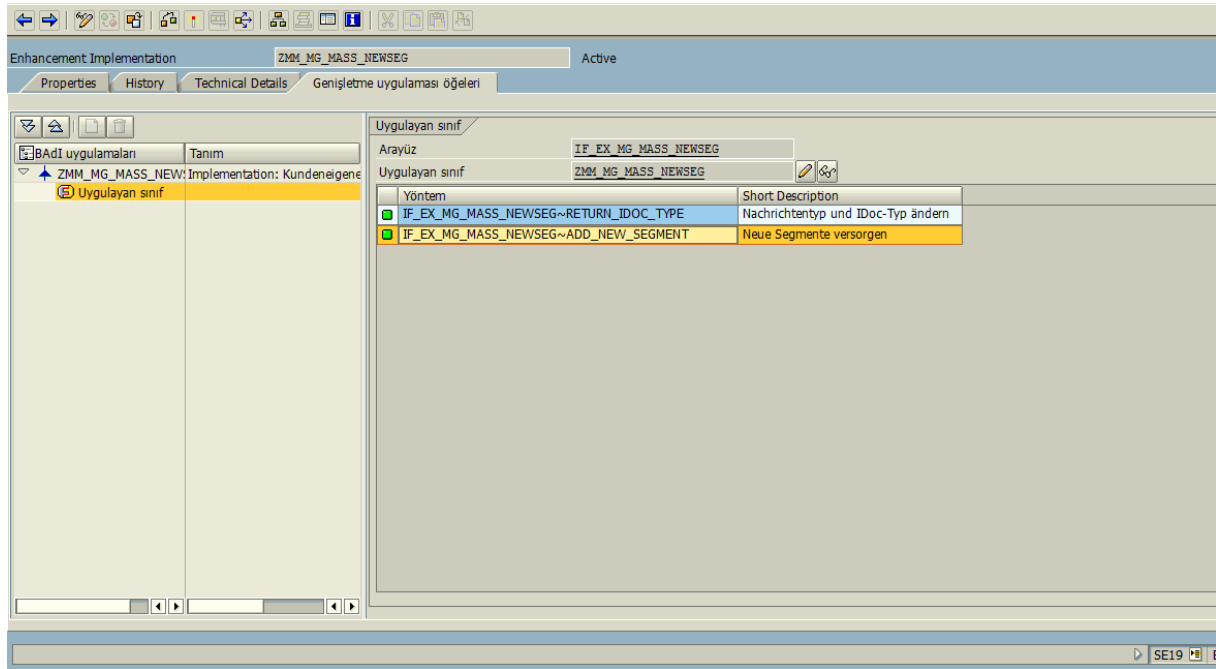 Enhancement Implementation ZMM_MG_MASS_NEWSEG Active
Properties History Technical Details Genişletme uygulaması öğeleri
Uygulayan sınıf
BAdI uygulamaları Tanım
Arayüz IF_EX_MG_MASS_NEWSEG
ZMM_MG_MASS_NEW Implementation: Kundeneigene
Uygulayan sınıf ZMM_MG_MASS_NEWSEG
Uygulayan sınıf
Yöntem Short Description
IF_EX_MG_MASS_NEWSEG~RETURN_IDOC_TYPE Nachrichtentyp und IDoc-Typ ändern
IF_EX_MG_MASS_NEWSEG~ADD_NEW_SEGMENT Neue Segmente versorgen
SE19